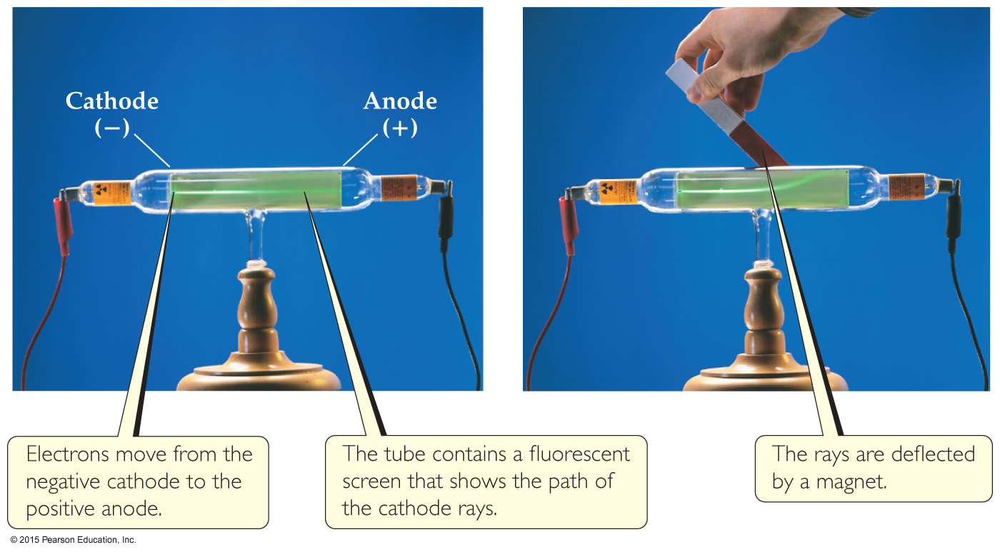 Cathode
(−)
Anode
(+)
Electrons move from the
negative cathode to the
positive anode.
The tube contains a fluorescent
screen that shows the path of
the cathode rays.
The rays are deflected
by a magnet.
© 2015 Pearson Education, Inc.